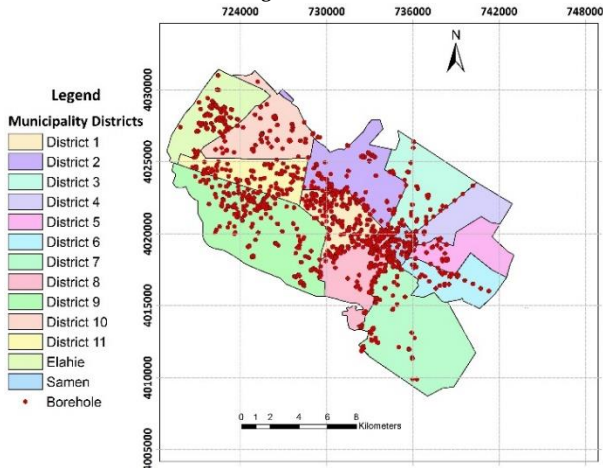 724000 730000 736000 742000 748000
N
4030000
4025000
4020000
4015000
4010000
4005000
Legend
Municipality Districts
District 1
District 2
District 3
District 4
District 5
District 6
District 7
District 8
District 9
District 10
District 11
Elahie
Samen
Borehole
0 1 2 4 6 8
Kilometers